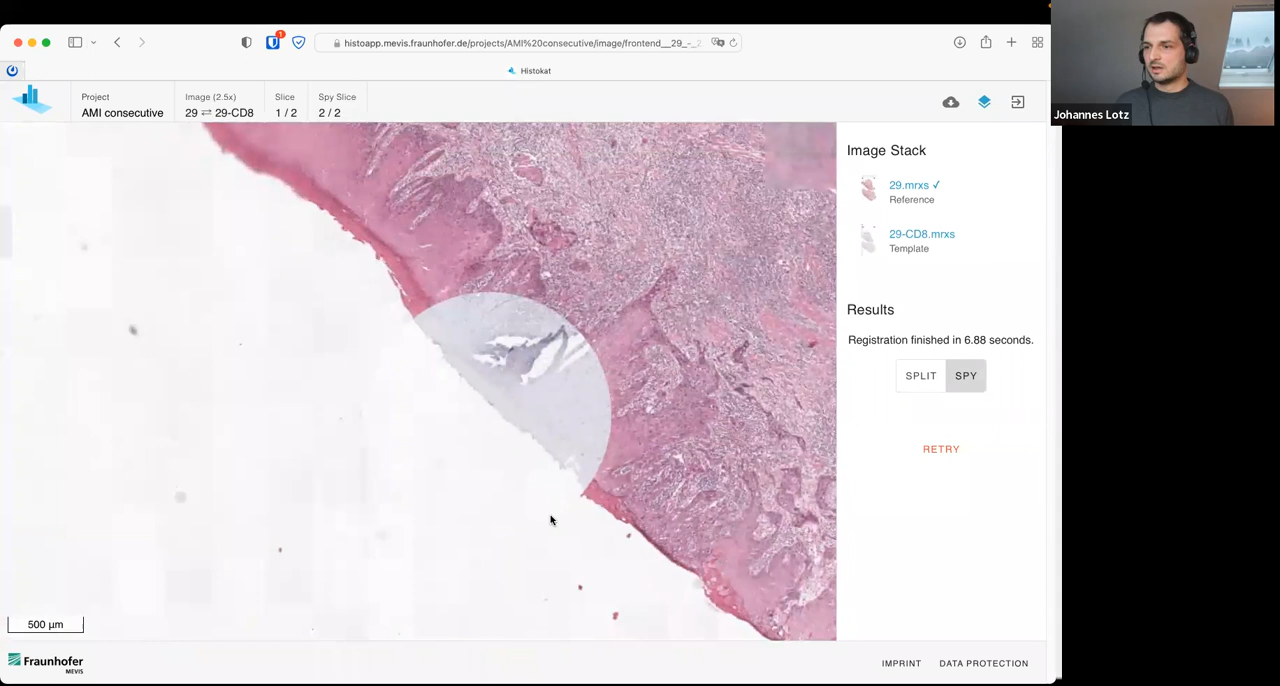 1
histoapp.mevis.fraunhofer.de/projects/AMI%20consecutive/image/frontend__29_-_2
Histokat
Project
AMI consecutive
Image (2.5x)
29 ⇄ 29-CD8
Slice
1 / 2
Spy Slice
2 / 2
Johannes Lotz
Image Stack
29.mrxs ✓
Reference
29-CD8.mrxs
Template
Results
Registration finished in 6.88 seconds.
SPLIT
SPY
RETRY
500 μm
Fraunhofer
MEVIS
IMPRINT
DATA PROTECTION